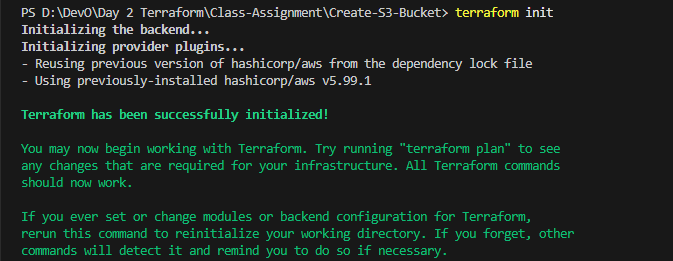 PS D:\DevO\Day 2 Terraform\Class-Assignment\Create-S3-Bucket> terraform init
Initializing the backend...
Initializing provider plugins...
- Reusing previous version of hashicorp/aws from the dependency lock file
- Using previously-installed hashicorp/aws v5.99.1
Terraform has been successfully initialized!
You may now begin working with Terraform. Try running "terraform plan" to see
any changes that are required for your infrastructure. All Terraform commands
should now work.
If you ever set or change modules or backend configuration for Terraform,
rerun this command to reinitialize your working directory. If you forget, other
commands will detect it and remind you to do so if necessary.